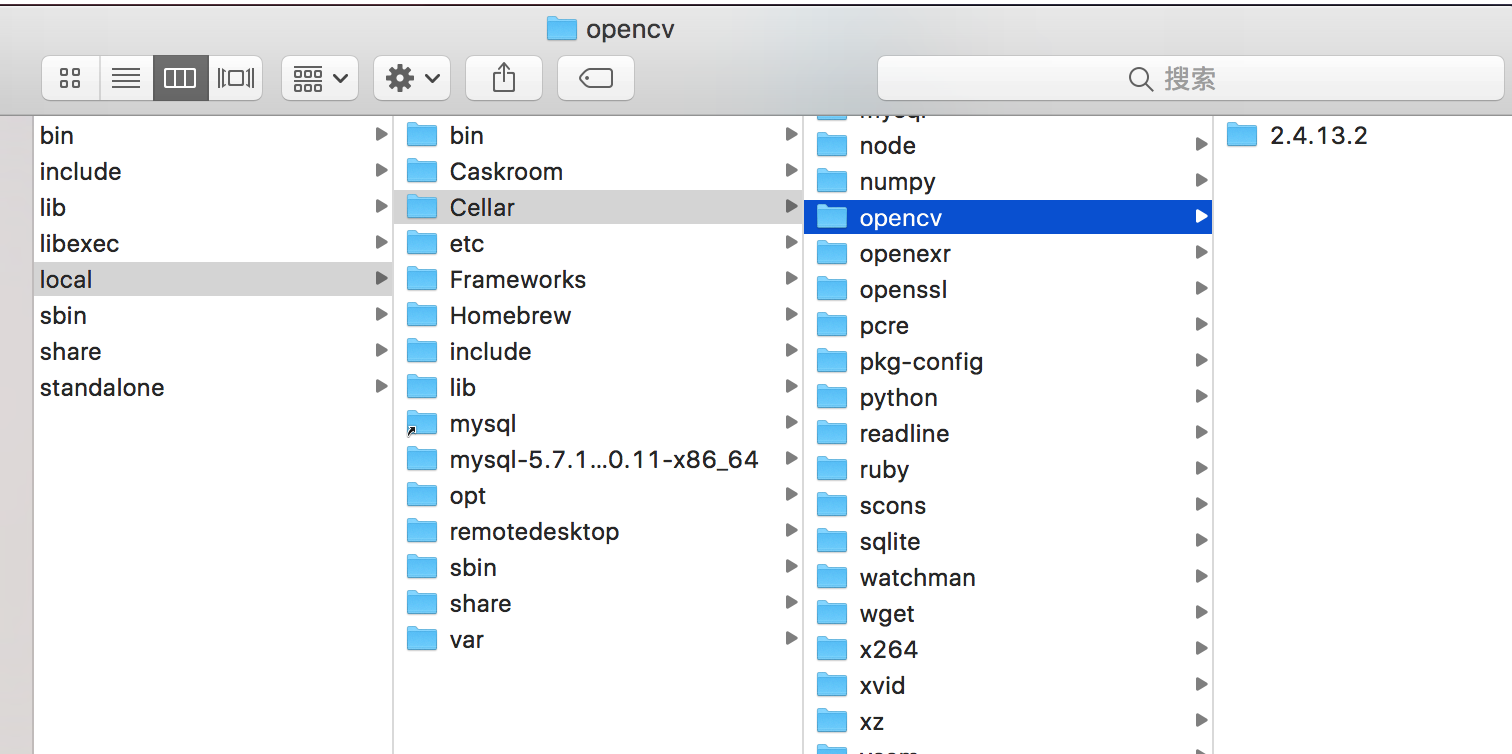 opencv
搜索
bin
include
lib
libexec
local
sbin
share
standalone
bin
Caskroom
Cellar
etc
Frameworks
Homebrew
include
lib
mysql
mysql-5.7.1...0.11-x86_64
opt
remotedesktop
sbin
share
var
mysql
node
numpy
opencv
openexr
openssl
pcre
pkg-config
python
readline
ruby
scons
sqlite
watchman
wget
x264
xvid
xz
2.4.13.2